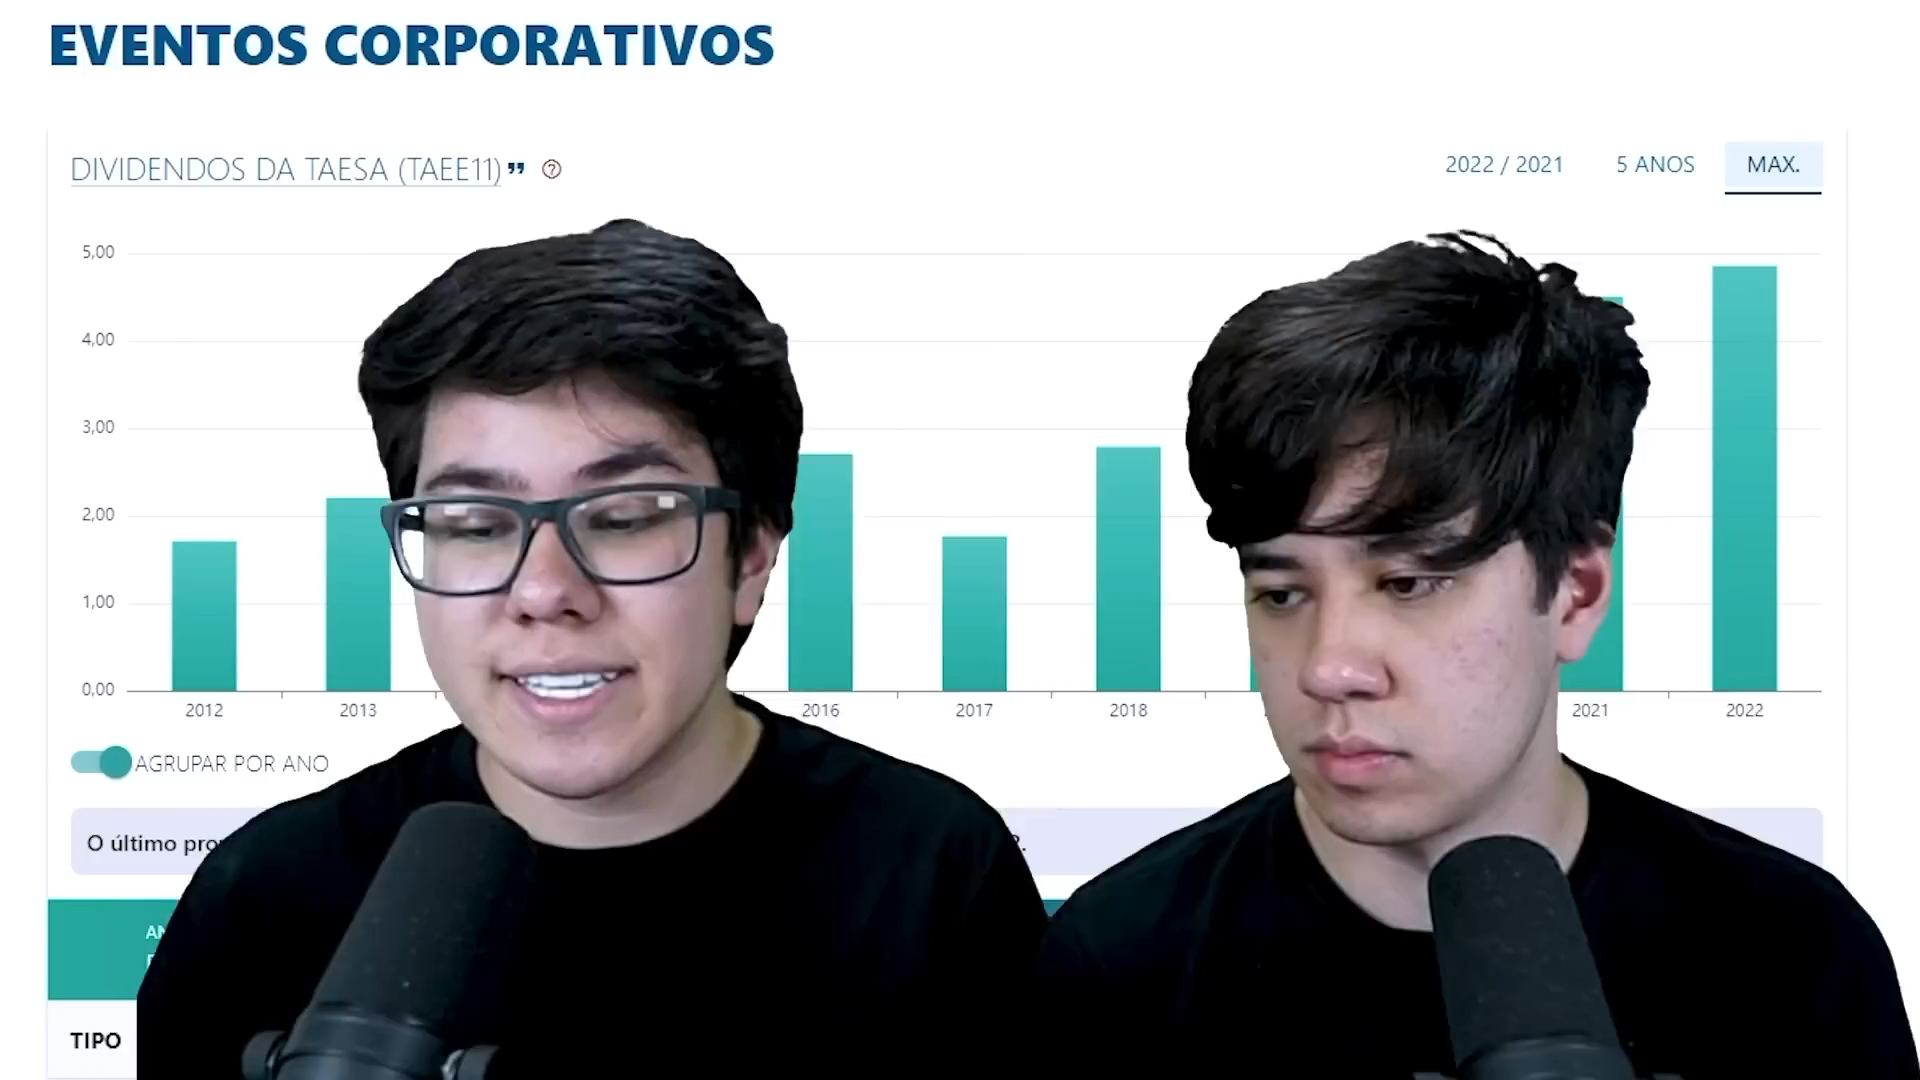 EVENTOS CORPORATIVOS
DIVIDENDOS DA TAESA (TAEE11) ”
2022 / 2021 5 ANOS MAX.
5,00
4,00
3,00
2,00
1,00
0,00
2012 2013 2016 2017 2018 2021 2022
AGRUPAR POR ANO
O último
TIPO